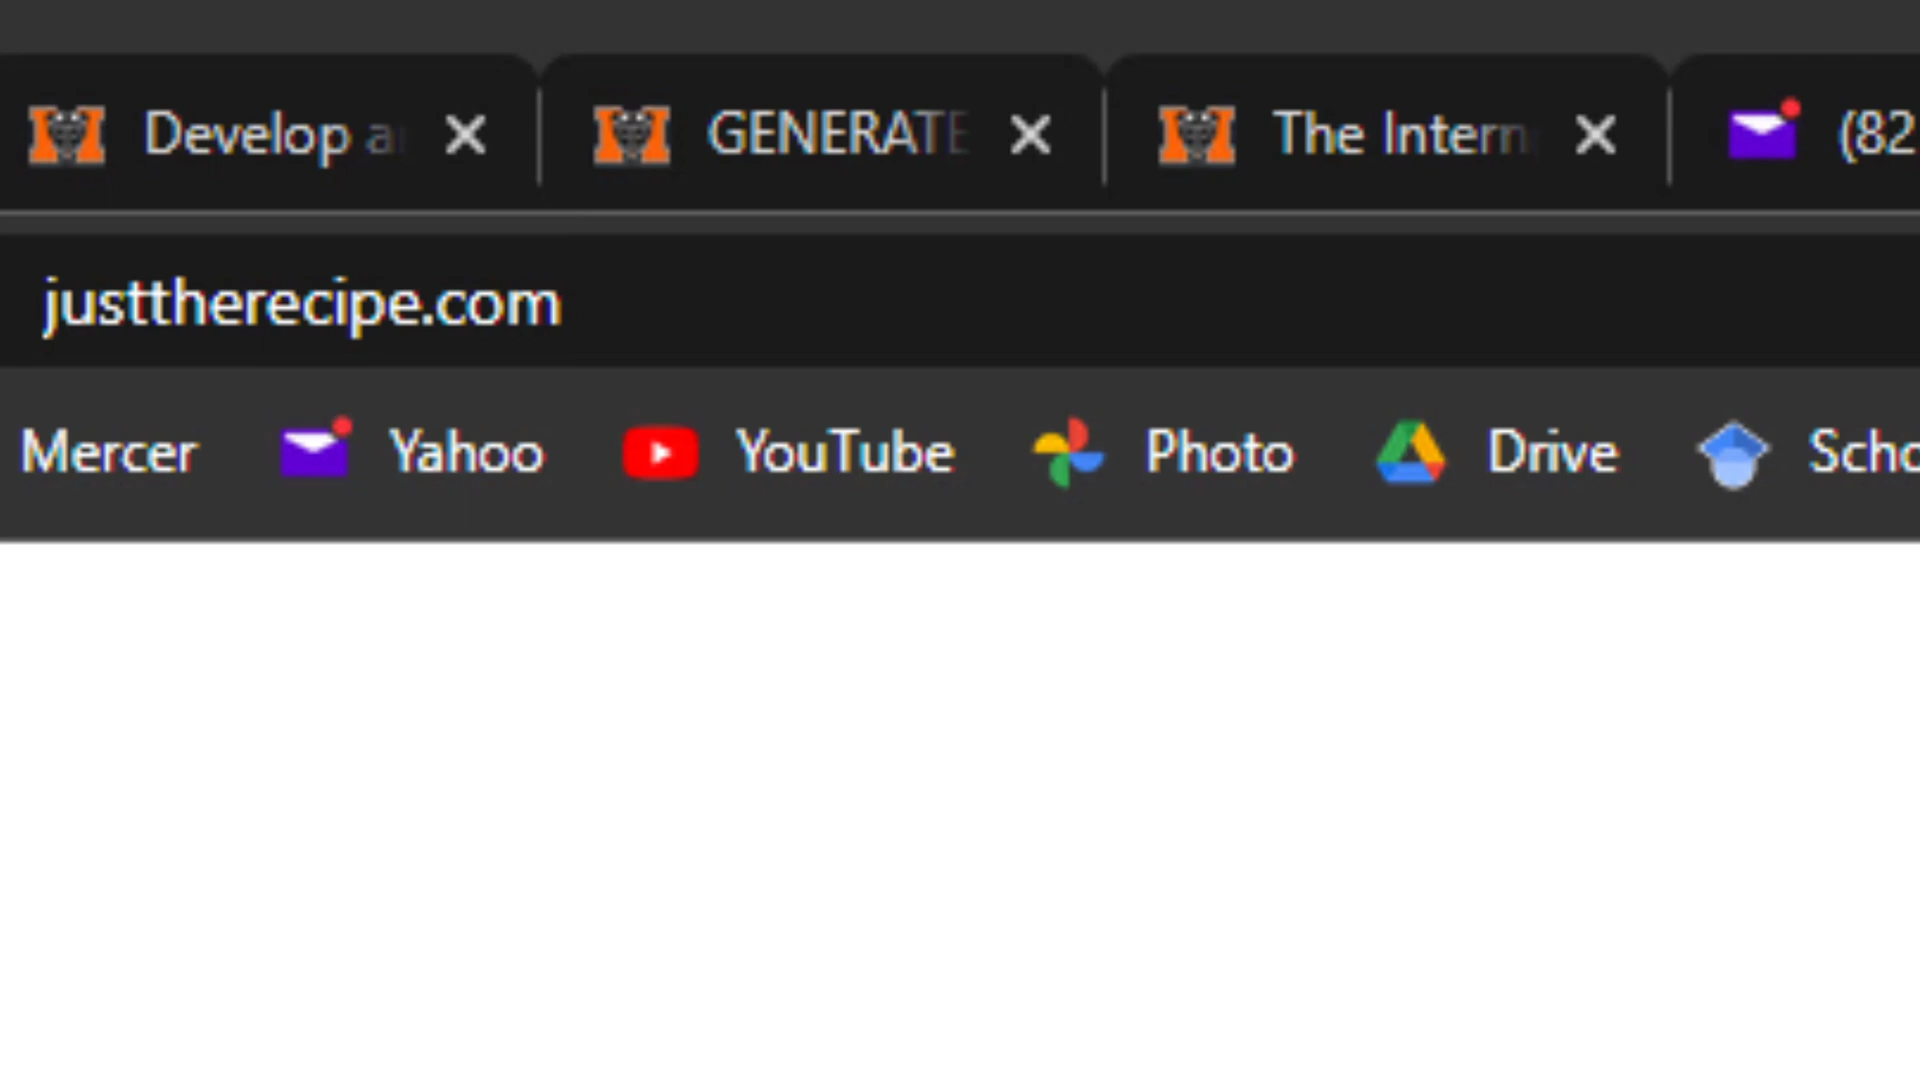 Develop a GENERATE The Intern (82
justtherecipe.com
Mercer Yahoo YouTube Photo Drive Scho